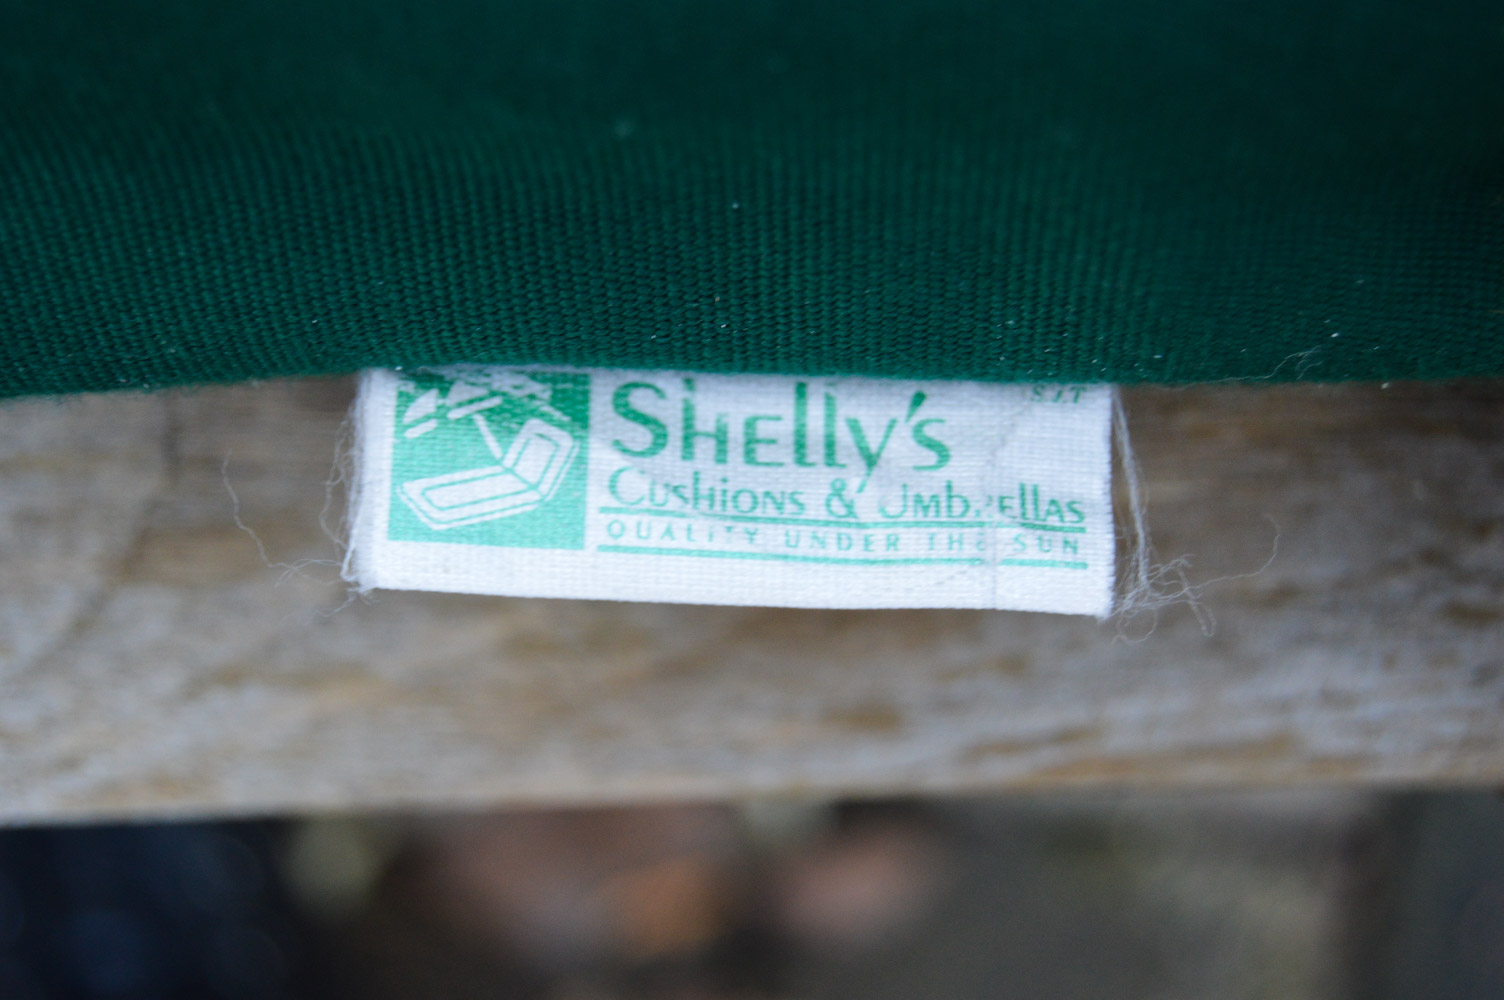 Shelly's
Cushions & Umbrellas
QUALITY UNDER THE SUN